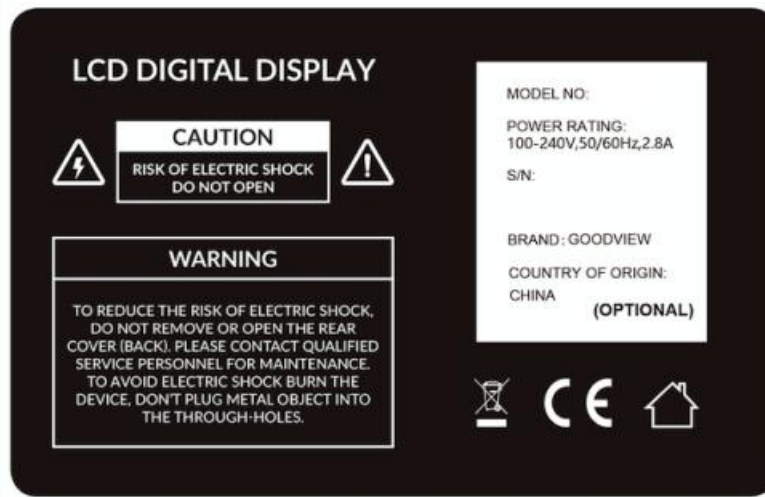 LCD DIGITAL DISPLAY
CAUTION
RISK OF ELECTRIC SHOCK
DO NOT OPEN
WARNING
TO REDUCE THE RISK OF ELECTRIC SHOCK,
DO NOT REMOVE OR OPEN THE REAR
COVER (BACK). PLEASE CONTACT QUALIFIED
SERVICE PERSONNEL FOR MAINTENANCE.
TO AVOID ELECTRIC SHOCK BURN THE
DEVICE, DON'T PLUG METAL OBJECT INTO
THE THROUGH-HOLES.
MODEL NO:
POWER RATING:
100-240V,50/60Hz,2.8A
S/N:
BRAND: GOODVIEW
COUNTRY OF ORIGIN:
CHINA
(OPTIONAL)
CE